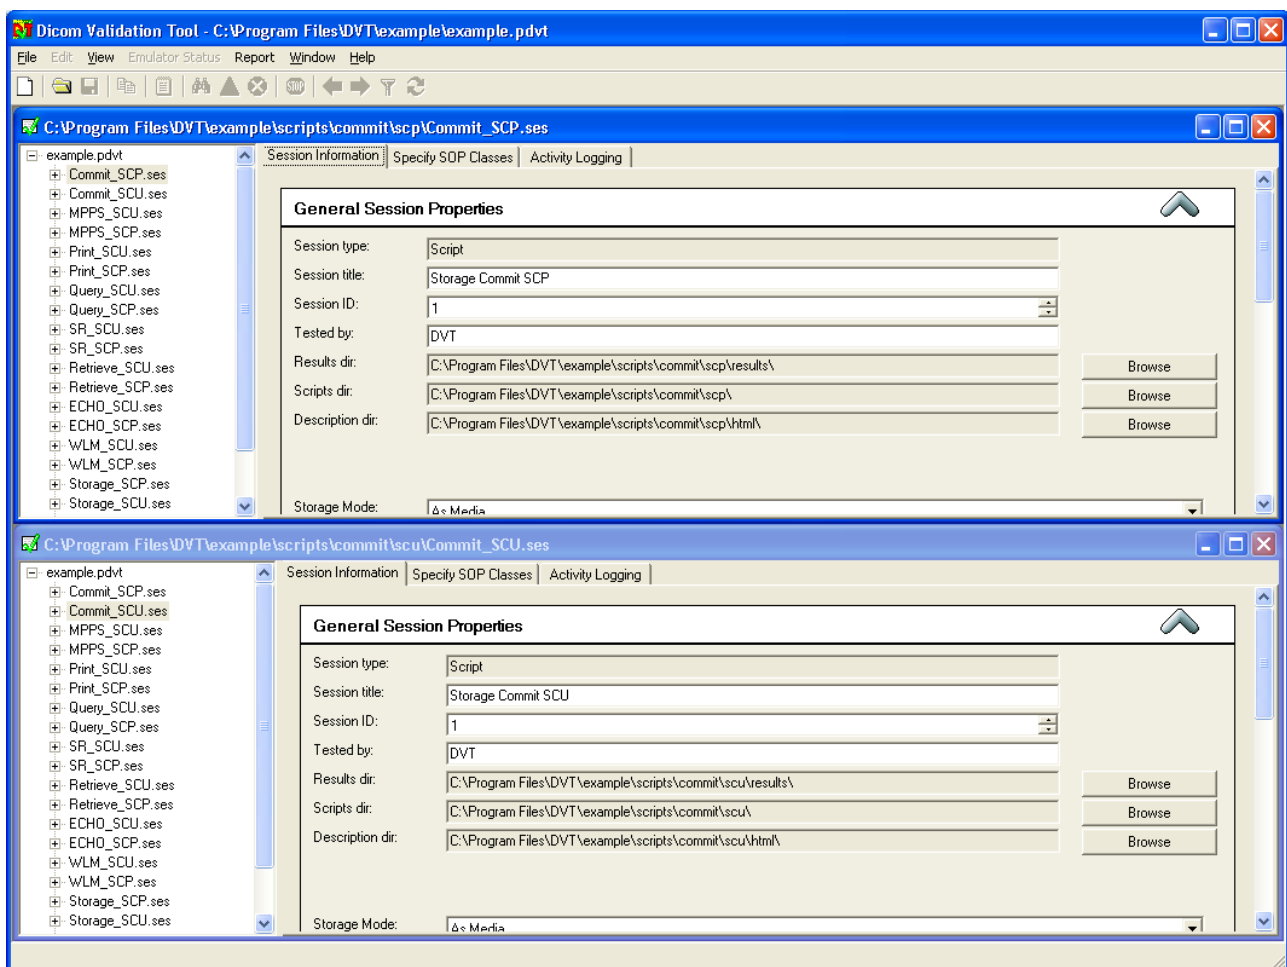 Dicom Validation Tool - C:\Program Files\DVT\example\example.pdvt
File Edit View Emulator Status Report Window Help
STOP
C:\Program Files\DVT\example\scripts\commit\scp\Commit_SCP.ses
example.pdvt
Commit_SCP.ses
Commit_SCU.ses
MPPS_SCU.ses
MPPS_SCP.ses
Print_SCU.ses
Print_SCP.ses
Query_SCU.ses
Query_SCP.ses
SR_SCU.ses
SR_SCP.ses
Retrieve_SCU.ses
Retrieve_SCP.ses
ECHO_SCU.ses
ECHO_SCP.ses
WLM_SCU.ses
WLM_SCP.ses
Storage_SCP.ses
Storage_SCU.ses
Session Information Specify SOP Classes Activity Logging
General Session Properties
Session type: Script
Session title: Storage Commit SCP
Session ID: 1
Tested by: DVT
Results dir: C:\Program Files\DVT\example\scripts\commit\scp\results\ Browse
Scripts dir: C:\Program Files\DVT\example\scripts\commit\scp\ Browse
Description dir: C:\Program Files\DVT\example\scripts\commit\scp\html\ Browse
Storage Mode: As Media
C:\Program Files\DVT\example\scripts\commit\scu\Commit_SCU.ses
example.pdvt
Commit_SCP.ses
Commit_SCU.ses
MPPS_SCU.ses
MPPS_SCP.ses
Print_SCU.ses
Print_SCP.ses
Query_SCU.ses
Query_SCP.ses
SR_SCU.ses
SR_SCP.ses
Retrieve_SCU.ses
Retrieve_SCP.ses
ECHO_SCU.ses
ECHO_SCP.ses
WLM_SCU.ses
WLM_SCP.ses
Storage_SCP.ses
Storage_SCU.ses
Session Information Specify SOP Classes Activity Logging
General Session Properties
Session type: Script
Session title: Storage Commit SCU
Session ID: 1
Tested by: DVT
Results dir: C:\Program Files\DVT\example\scripts\commit\scu\results\ Browse
Scripts dir: C:\Program Files\DVT\example\scripts\commit\scu\ Browse
Description dir: C:\Program Files\DVT\example\scripts\commit\scu\html\ Browse
Storage Mode: As Media